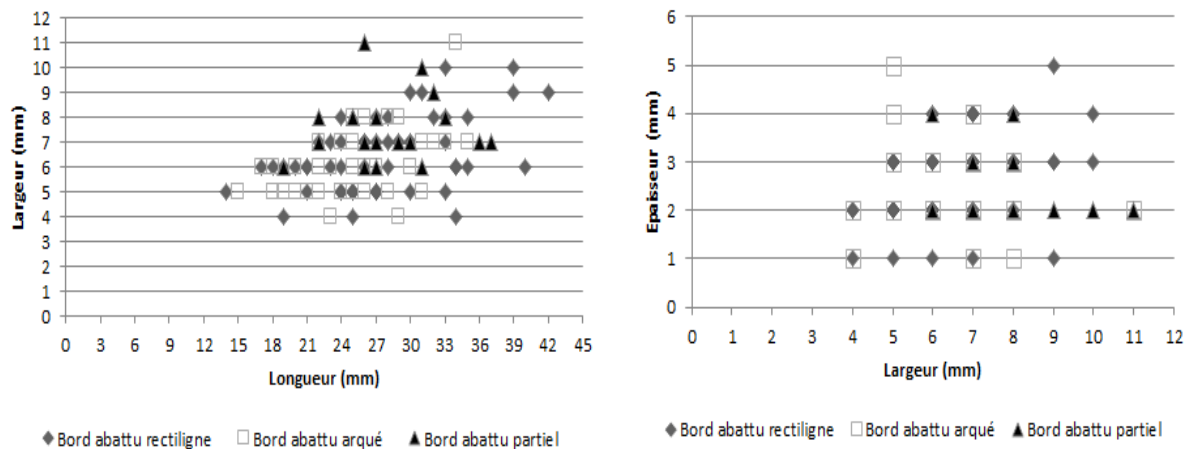 Largeur (mm)
12
11
10
9
8
7
6
5
4
3
2
1
0
0 3 6 9 12 15 18 21 24 27 30 33 36 39 42 45
Longueur (mm)
Bord abattu rectiligne Bord abattu arqué Bord abattu partiel
Epaisseur (mm)
6
5
4
3
2
1
0
0 1 2 3 4 5 6 7 8 9 10 11 12
Largeur (mm)
Bord abattu rectiligne Bord abattu arqué Bord abattu partiel